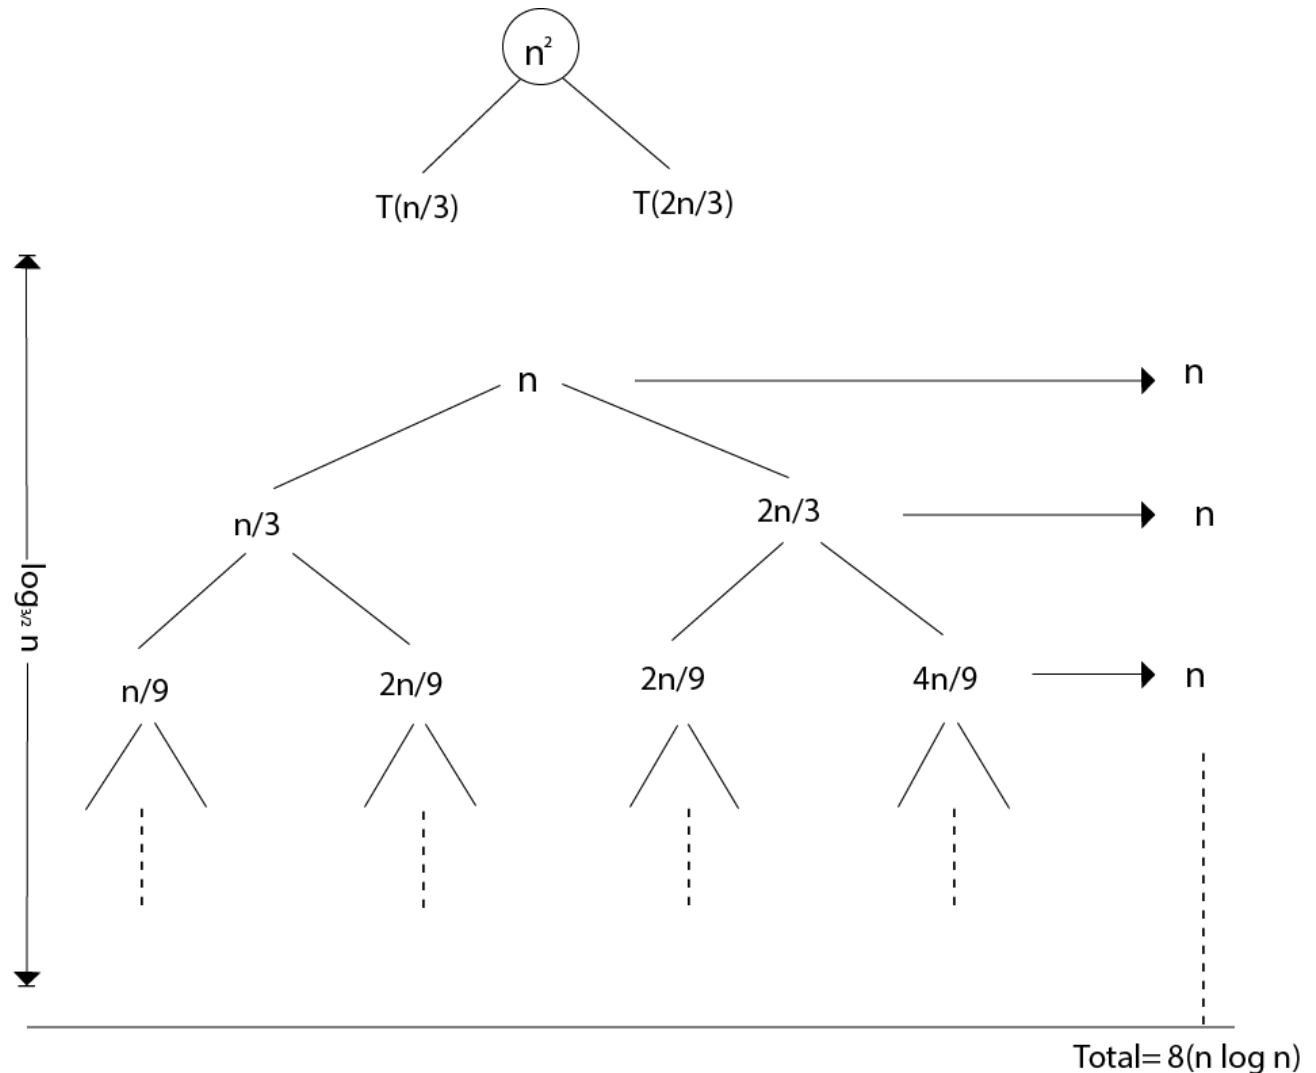 n²
T(n/3) T(2n/3)
n n
n/3 2n/3 n
n/9 2n/9 2n/9 4n/9 n
log₃/₂ n
Total= 8(n log n)